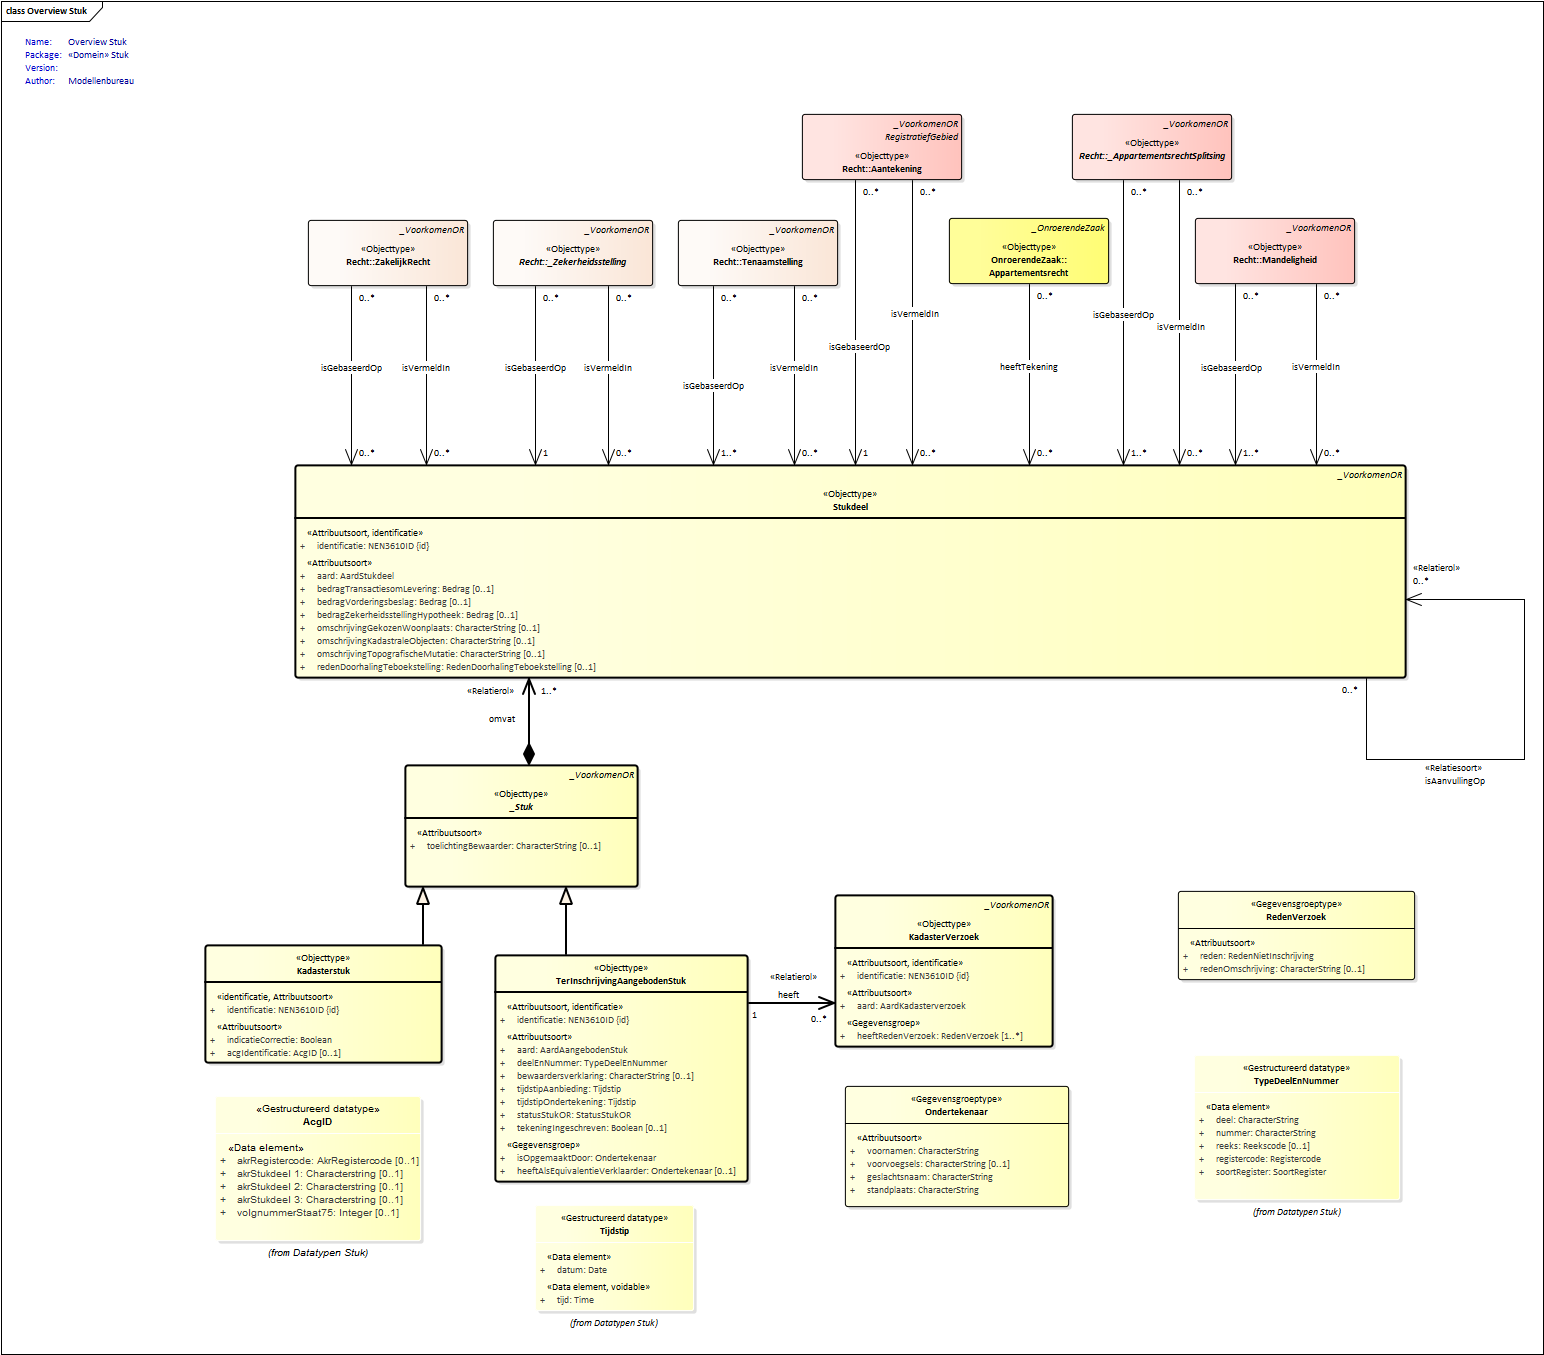 class Overview Stuk
Name: Overview Stuk
Package: «Domein» Stuk
Version:
Author: Modellenbureau
_VoorkomenOR
RegistratiefGebied
«Objecttype»
Recht::Aantekening
_VoorkomenOR
«Objecttype»
Recht::_AppartementsrechtSplitsing
0..* 0..* 0..* 0..*
_VoorkomenOR
«Objecttype»
Recht::ZakelijkRecht
_VoorkomenOR
«Objecttype»
Recht::_Zekerheidsstelling
_VoorkomenOR
«Objecttype»
Recht::Tenaamstelling
_OnroerendeZaak
«Objecttype»
OnroerendeZaak::
Appartementsrecht
_VoorkomenOR
«Objecttype»
Recht::Mandeligheid
0..* 0..* 0..* 0..* 0..* 0..* 0..* 0..* 0..*
isVermeldIn isGebaseerdOp
isVermeldIn
isGebaseerdOp
isGebaseerdOp isVermeldIn isGebaseerdOp isVermeldIn isVermeldIn heeftTekening isGebaseerdOp isVermeldIn
isGebaseerdOp
0..* 0..* 1 0..* 1..* 0..* 1 0..* 0..* 1..* 0..* 1..* 0..*
_VoorkomenOR
«Objecttype»
Stukdeel
«Attribuutsoort, identificatie»
+ identificatie: NEN3610ID {id}
«Attribuutsoort»
+ aard: AardStukdeel
+ bedragTransactiesomLevering: Bedrag [0..1]
+ bedragVorderingsbeslag: Bedrag [0..1]
+ bedragZekerheidsstellingHypotheek: Bedrag [0..1]
+ omschrijvingGekozenWoonplaats: CharacterString [0..1]
+ omschrijvingKadastraleObjecten: CharacterString [0..1]
+ omschrijvingTopografischeMutatie: CharacterString [0..1]
+ redenDoorhalingTeboekstelling: RedenDoorhalingTeboekstelling [0..1]
«Relatierol»
0..*
0..*
«Relatiesoort»
isAanvullingOp
«Relatierol» 1..*
omvat
_VoorkomenOR
«Objecttype»
_Stuk
«Attribuutsoort»
+ toelichtingBewaarder: CharacterString [0..1]
«Objecttype»
Kadasterstuk
«identificatie, Attribuutsoort»
+ identificatie: NEN3610ID {id}
«Attribuutsoort»
+ indicatieCorrectie: Boolean
+ acgIdentificatie: AcgID [0..1]
«Objecttype»
TerInschrijvingAangebodenStuk
«Attribuutsoort, identificatie»
+ identificatie: NEN3610ID {id}
«Attribuutsoort»
+ aard: AardAangebodenStuk
+ deelEnNummer: TypeDeelEnNummer
+ bewaardersverklaring: CharacterString [0..1]
+ tijdstipAanbieding: Tijdstip
+ tijdstipOndertekening: Tijdstip
+ statusStukOR: StatusStukOR
+ tekeningIngeschreven: Boolean [0..1]
«Gegevensgroep»
+ isOpgemaaktDoor: Ondertekenaar
+ heeftAlsEquivalentieVerklaarder: Ondertekenaar [0..1]
«Relatierol»
heeft
1 0..*
_VoorkomenOR
«Objecttype»
KadasterVerzoek
«Attribuutsoort, identificatie»
+ identificatie: NEN3610ID {id}
«Attribuutsoort»
+ aard: AardKadasterverzoek
«Gegevensgroep»
+ heeftRedenVerzoek: RedenVerzoek [1..*]
«Gegevensgroeptype»
RedenVerzoek
«Attribuutsoort»
+ reden: RedenNietInschrijving
+ redenOmschrijving: CharacterString [0..1]
«Gestructureerd datatype»
AcgID
«Data element»
+ akrRegistercode: AkrRegistercode [0..1]
+ akrStukdeel 1: Characterstring [0..1]
+ akrStukdeel 2: Characterstring [0..1]
+ akrStukdeel 3: Characterstring [0..1]
+ volgnummerStaat75: Integer [0..1]
(from Datatypen Stuk)
«Gestructureerd datatype»
Tijdstip
«Data element»
+ datum: Date
«Data element, voidable»
+ tijd: Time
(from Datatypen Stuk)
«Gegevensgroeptype»
Ondertekenaar
«Attribuutsoort»
+ voornamen: CharacterString
+ voorvoegsels: CharacterString [0..1]
+ geslachtsnaam: CharacterString
+ standplaats: CharacterString
«Gestructureerd datatype»
TypeDeelEnNummer
«Data element»
+ deel: CharacterString
+ nummer: CharacterString
+ reeks: Reekscode [0..1]
+ registercode: Registercode
+ soortRegister: SoortRegister
(from Datatypen Stuk)